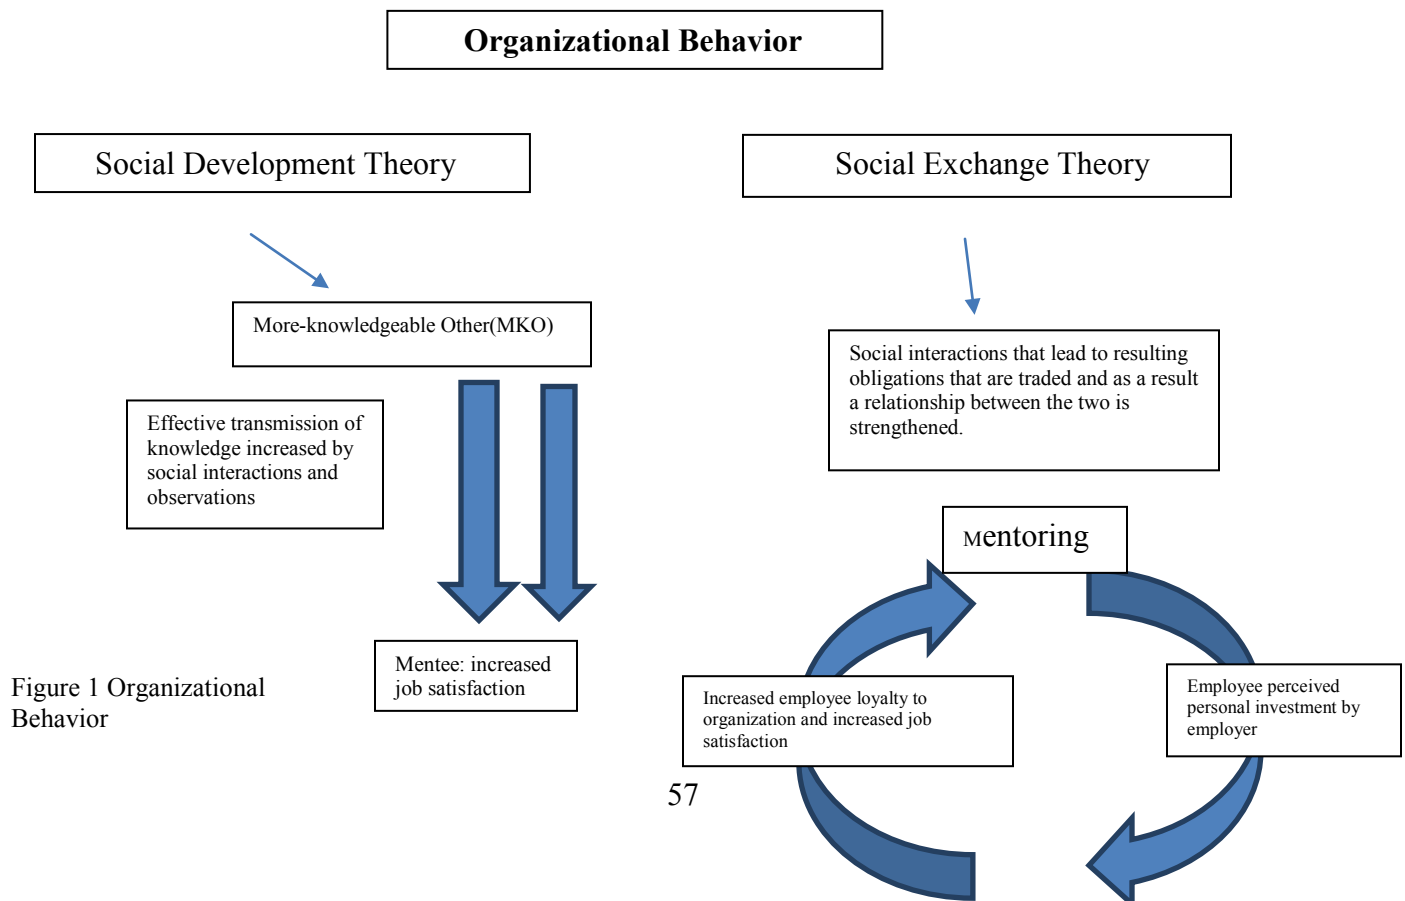 Organizational Behavior
Social Development Theory
Social Exchange Theory
More-knowledgeable Other(MKO)
Social interactions that lead to resulting
obligations that are traded and as a result
a relationship between the two is
strengthened.
Effective transmission of
knowledge increased by
social interactions and
observations
Mentoring
Mentee: increased
job satisfaction
Increased employee loyalty to
organization and increased job
satisfaction
Employee perceived
personal investment by
employer
Figure 1 Organizational
Behavior
57